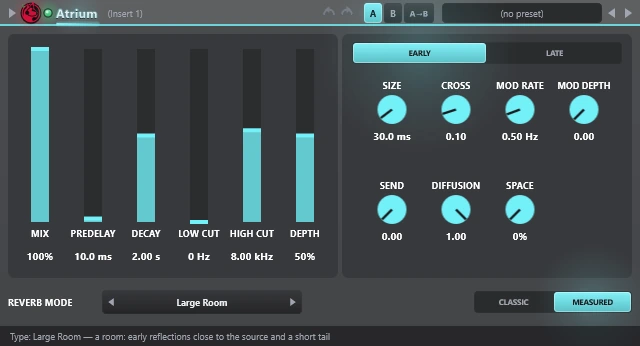 Atrium (Insert 1) A B A→B (no preset)
EARLY LATE
SIZE CROSS MOD RATE MOD DEPTH
30.0 ms 0.10 0.50 Hz 0.00
SEND DIFFUSION SPACE
0.00 1.00 0%
MIX PREDELAY DECAY LOW CUT HIGH CUT DEPTH
100% 10.0 ms 2.00 s 0 Hz 8.00 kHz 50%
REVERB MODE Large Room CLASSIC MEASURED
Type: Large Room — a room: early reflections close to the source and a short tail